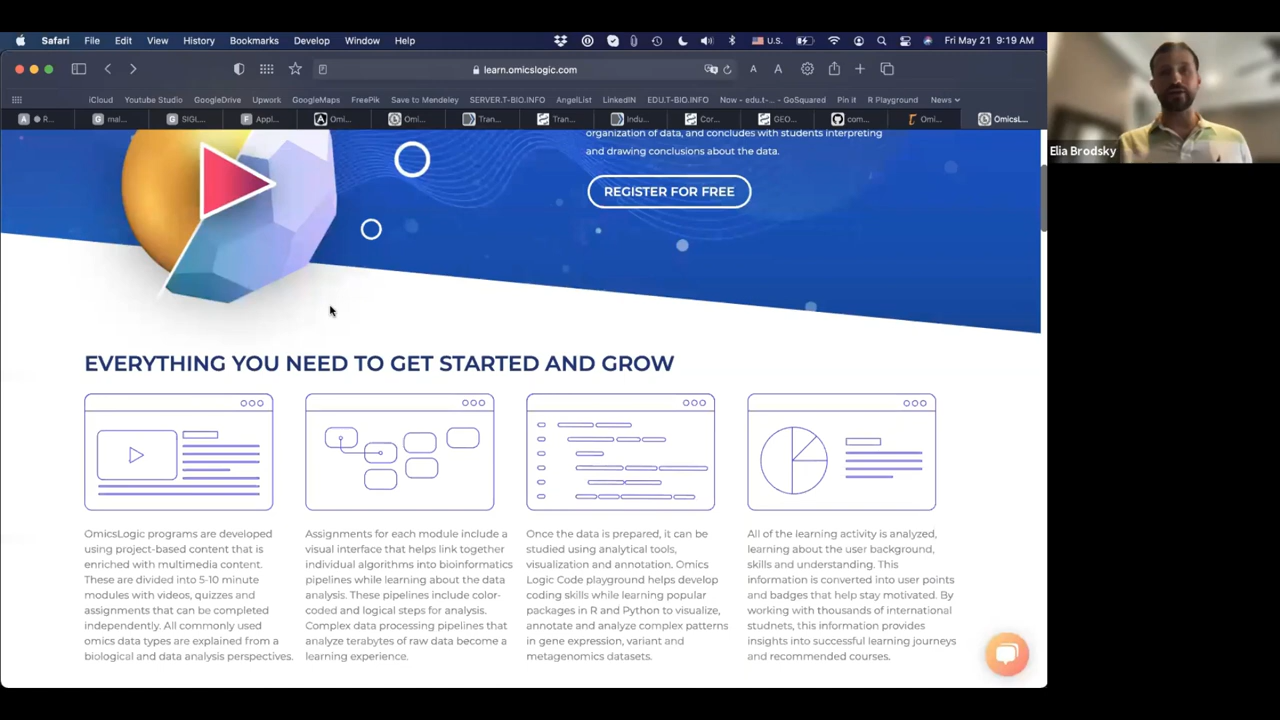 Safari File Edit View History Bookmarks Develop Window Help U.S. Fri May 21 9:19 AM
learn.omicslogic.com A A
iCloud Youtube Studio GoogleDrive Upwork GoogleMaps FreePik Save to Mendeley SERVER.T-BIO.INFO AngelList LinkedIN EDU.T-BIO.INFO Now - edu.t-... - GoSquared Pin it R Playground News
R... mal... SIGL... Appl... Omi... Omi... Tran... Tran... Indu... Cor... GEO... com... Omi... OmicsL...
Elia Brodsky
organization of data, and concludes with students interpreting
and drawing conclusions about the data.
REGISTER FOR FREE
EVERYTHING YOU NEED TO GET STARTED AND GROW
OmicsLogic programs are developed
using project-based content that is
enriched with multimedia content.
These are divided into 5-10 minute
modules with videos, quizzes and
assignments that can be completed
independently. All commonly used
omics data types are explained from a
biological and data analysis perspectives.
Assignments for each module include a
visual interface that helps link together
individual algorithms into bioinformatics
pipelines while learning about the data
analysis. These pipelines include color-
coded and logical steps for analysis.
Complex data processing pipelines that
analyze terabytes of raw data become a
learning experience.
Once the data is prepared, it can be
studied using analytical tools,
visualization and annotation. Omics
Logic Code playground helps develop
coding skills while learning popular
packages in R and Python to visualize,
annotate and analyze complex patterns
in gene expression, variant and
metagenomics datasets.
All of the learning activity is analyzed,
learning about the user background,
skills and understanding. This
information is converted into user points
and badges that help stay motivated. By
working with thousands of international
studnets, this information provides
insights into successful learning journeys
and recommended courses.